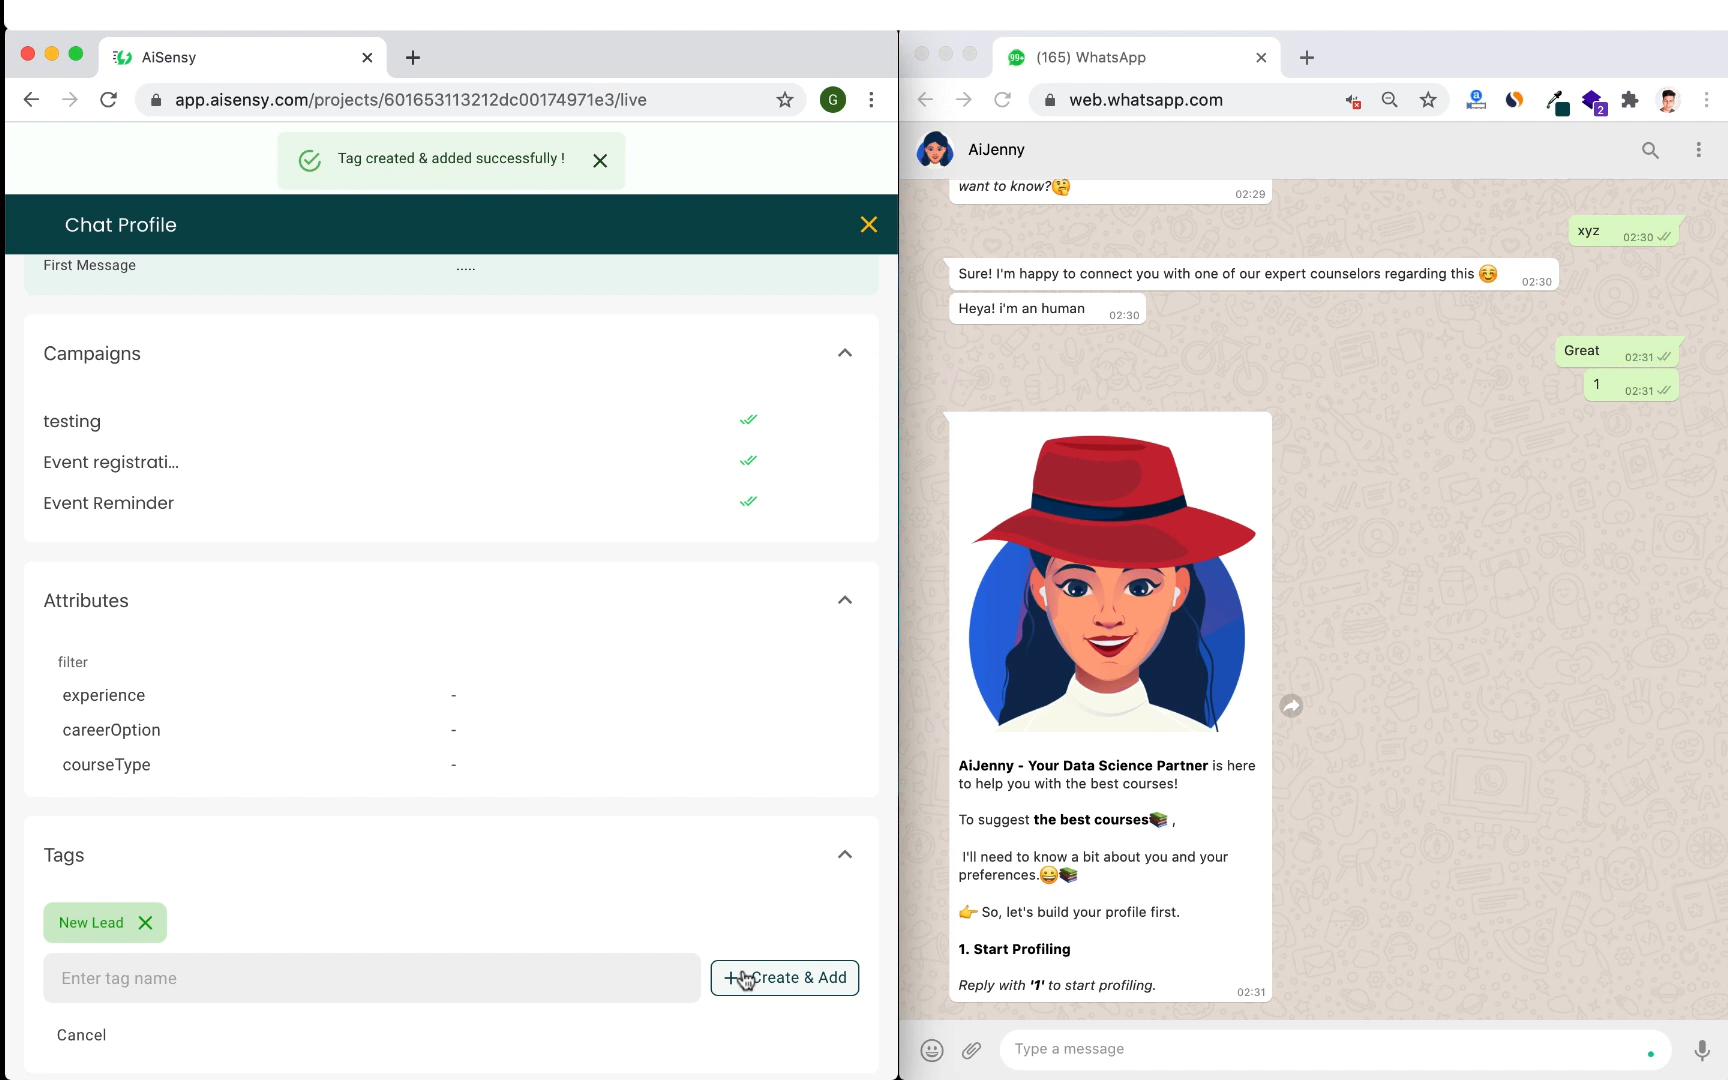 AiSensy
app.aisensy.com/projects/601653113212dc00174971e3/live
G
Tag created & added successfully !
Chat Profile
First Message .....
Campaigns
testing
Event registrati...
Event Reminder
Attributes
filter
experience -
careerOption -
courseType -
Tags
New Lead
Enter tag name
Create & Add
Cancel
99+ (165) WhatsApp
web.whatsapp.com
a
2
AiJenny
want to know?🤔
02:29
xyz 02:30
Sure! I'm happy to connect you with one of our expert counselors regarding this ☺️ 02:30
Heya! i'm an human 02:30
Great 02:31
1 02:31
AiJenny - Your Data Science Partner is here
to help you with the best courses!
To suggest the best courses📚 ,
I'll need to know a bit about you and your
preferences.😀📚
👉 So, let's build your profile first.
1. Start Profiling
Reply with '1' to start profiling.
02:31
Type a message